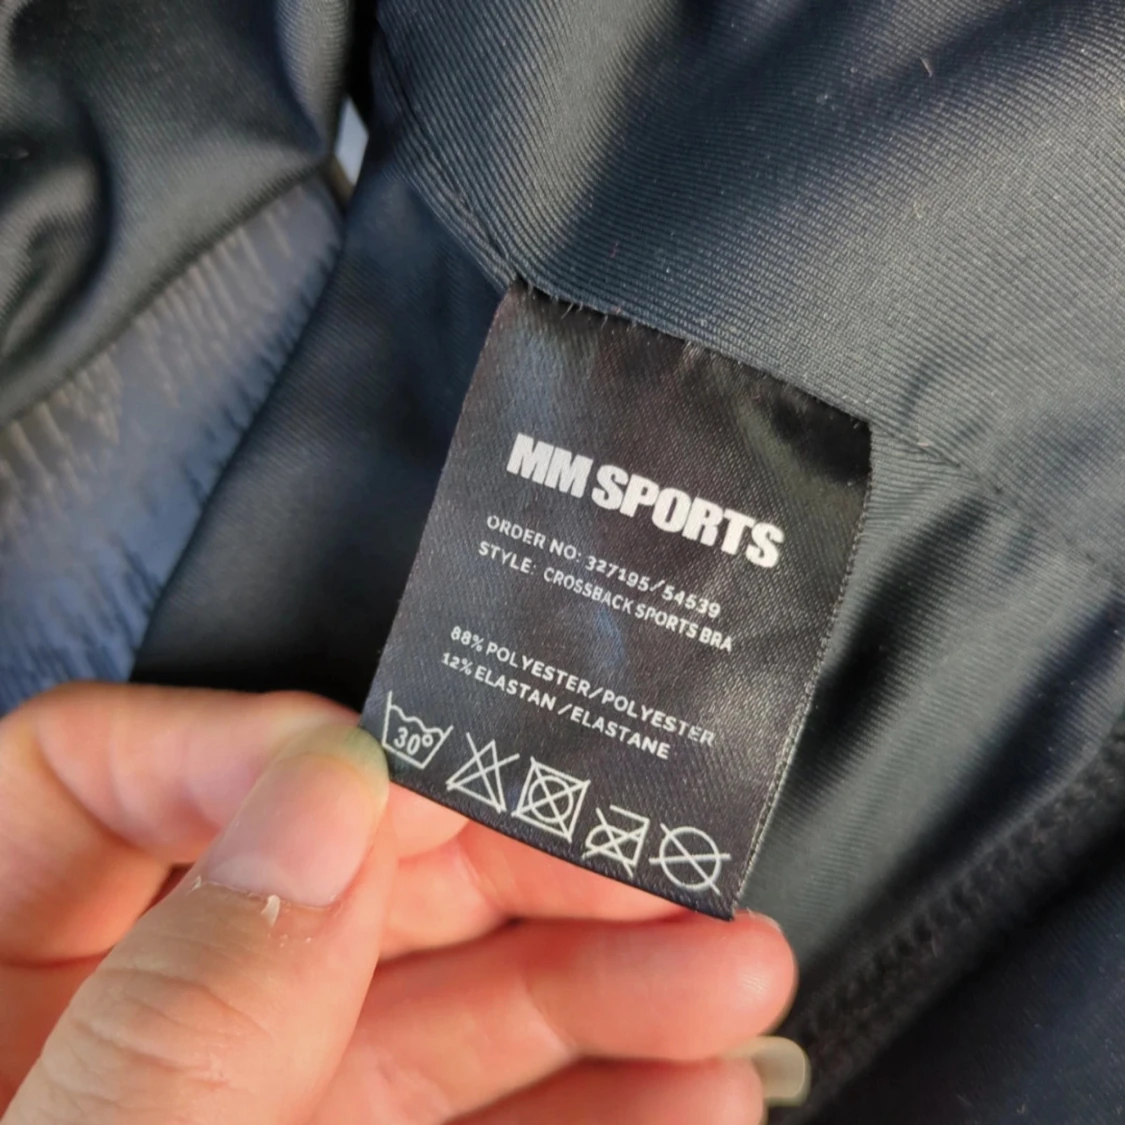 MM SPORTS
ORDER NO: 327195/54539
STYLE: CROSSBACK SPORTS BRA
88% POLYESTER/POLYESTER
12% ELASTAN /ELASTANE
30°